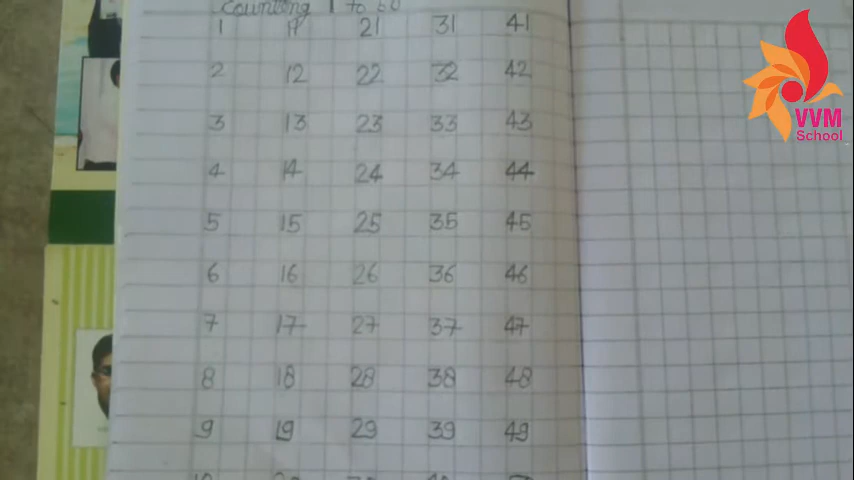 Counting 1 to 50
1 11 21 31 41
2 12 22 32 42
3 13 23 33 43
4 14 24 34 44
5 15 25 35 45
6 16 26 36 46
7 17 27 37 47
8 18 28 38 48
9 19 29 39 49
VVM
School